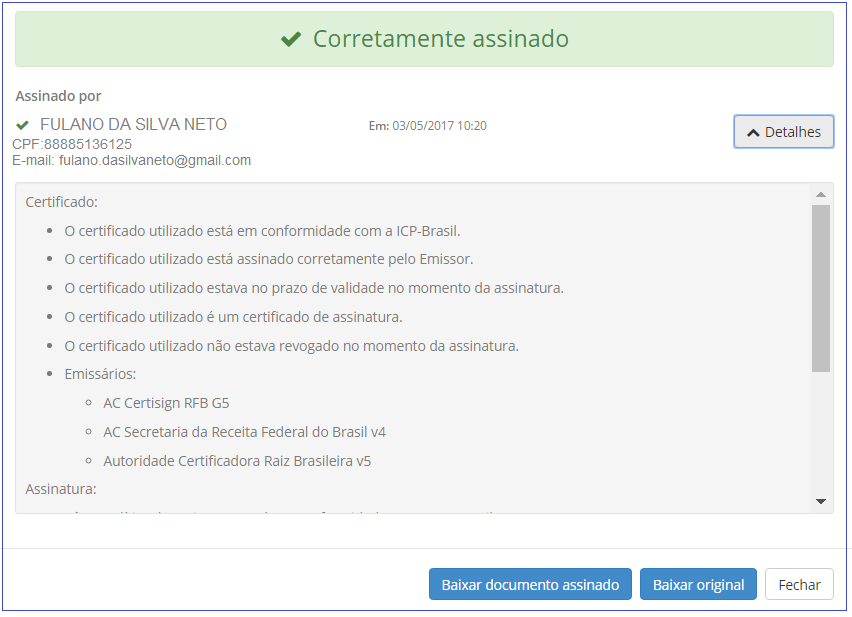 Corretamente assinado
Assinado por
FULANO DA SILVA NETO
Em: 03/05/2017 10:20
Detalhes
CPF:88885136125
E-mail: fulano.dasilvaneto@gmail.com
Certificado:
O certificado utilizado está em conformidade com a ICP-Brasil.
O certificado utilizado está assinado corretamente pelo Emissor.
O certificado utilizado estava no prazo de validade no momento da assinatura.
O certificado utilizado é um certificado de assinatura.
O certificado utilizado não estava revogado no momento da assinatura.
Emissários:
AC Certisign RFB G5
AC Secretaria da Receita Federal do Brasil v4
Autoridade Certificadora Raiz Brasileira v5
Assinatura:
Baixar documento assinado
Baixar original
Fechar